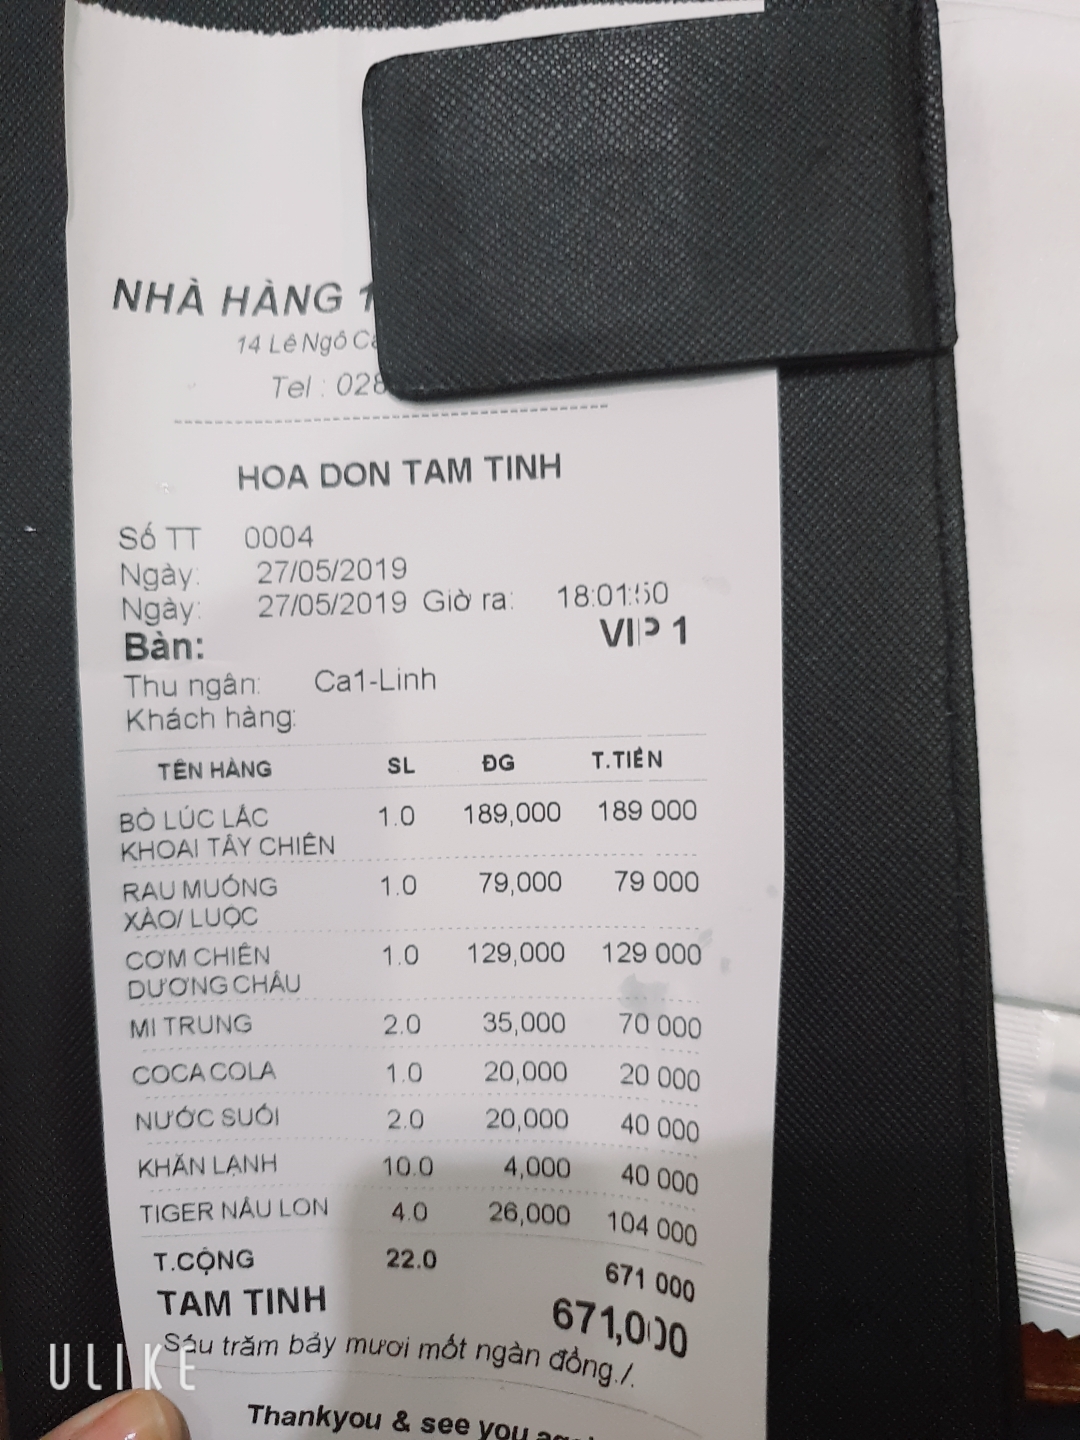 NHÀ HÀNG
14 Lê Ngô
Tel : 028
HOA DON TAM TINH
Số TT 0004
Ngày: 27/05/2019
Ngày: 27/05/2019 Giờ ra: 18:01:50
Bàn: VIP 1
Thu ngân: Ca1-Linh
Khách hàng:
TÊN HÀNG SL ĐG T.TIỀN
BÒ LÚC LẮC 1.0 189,000 189 000
KHOAI TÂY CHIÊN
RAU MUỐNG 1.0 79,000 79 000
XÀO/ LUỘC
CƠM CHIÊN 1.0 129,000 129 000
DƯƠNG CHÂU
MI TRUNG 2.0 35,000 70 000
COCA COLA 1.0 20,000 20 000
NƯỚC SUỐI 2.0 20,000 40 000
KHĂN LẠNH 10.0 4,000 40 000
TIGER NÂU LON 4.0 26,000 104 000
T.CỘNG 22.0 671 000
TAM TINH 671,000
Sáu trăm bảy mươi mốt ngàn đồng./.
Thankyou & see you
ULIKE